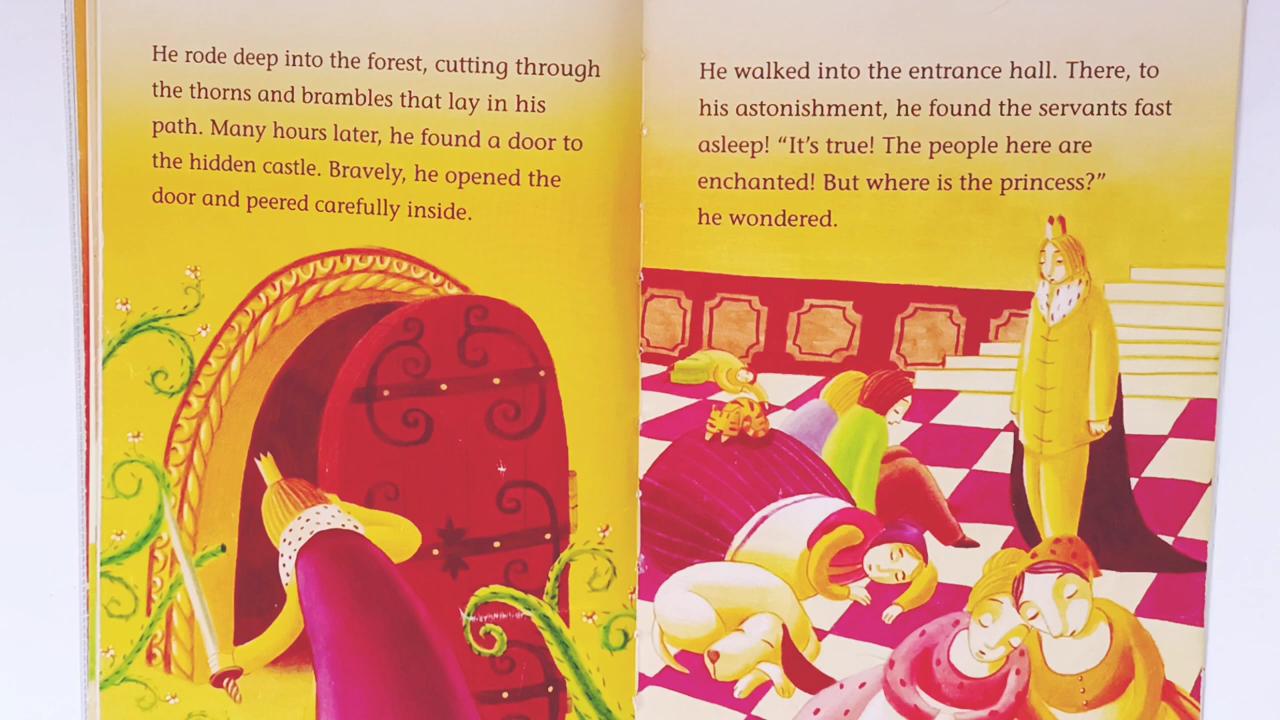 He rode deep into the forest, cutting through
the thorns and brambles that lay in his
path. Many hours later, he found a door to
the hidden castle. Bravely, he opened the
door and peered carefully inside.
He walked into the entrance hall. There, to
his astonishment, he found the servants fast
asleep! “It’s true! The people here are
enchanted! But where is the princess?”
he wondered.